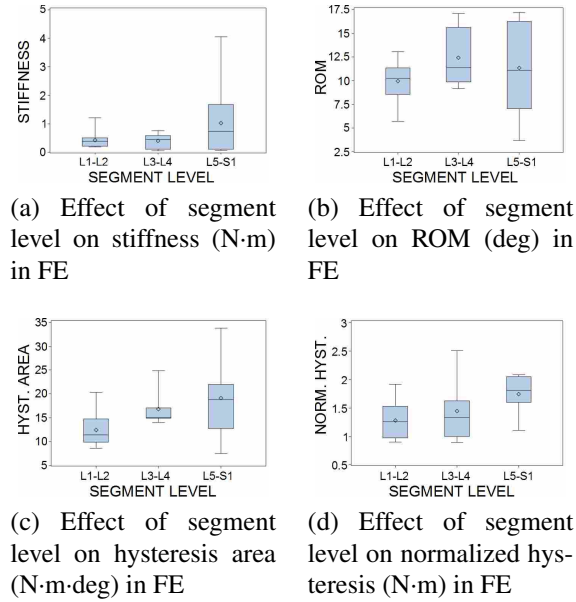 5
4
3
2
1
0
STIFFNESS
L1-L2 L3-L4 L5-S1
SEGMENT LEVEL
17.5
15
12.5
10
7.5
5
2.5
ROM
L1-L2 L3-L4 L5-S1
SEGMENT LEVEL
(a) Effect of segment
level on stiffness (N·m)
in FE
(b) Effect of segment
level on ROM (deg) in
FE
35
30
25
20
15
10
5
HYST. AREA
L1-L2 L3-L4 L5-S1
SEGMENT LEVEL
3
2.5
2
1.5
1
0.5
NORM. HYST.
L1-L2 L3-L4 L5-S1
SEGMENT LEVEL
(c) Effect of segment
level on hysteresis area
(N·m·deg) in FE
(d) Effect of segment
level on normalized hys-
teresis (N·m) in FE